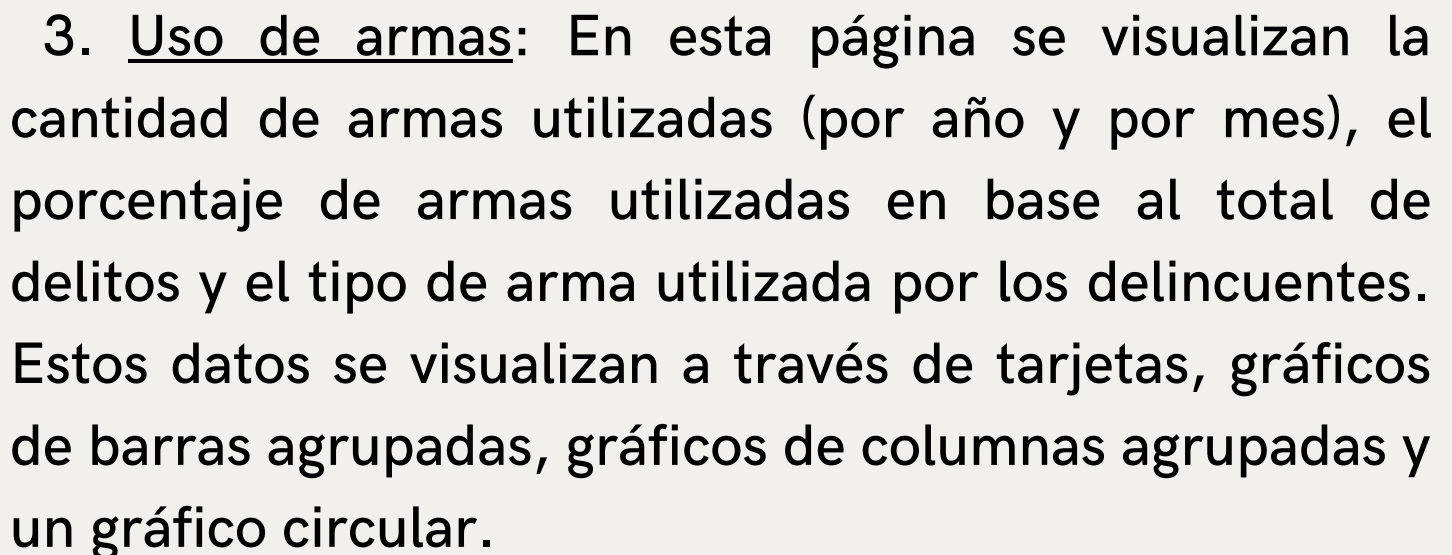 3. Uso de armas: En esta página se visualizan la
cantidad de armas utilizadas (por año y por mes), el
porcentaje de armas utilizadas en base al total de
delitos y el tipo de arma utilizada por los delincuentes.
Estos datos se visualizan a través de tarjetas, gráficos
de barras agrupadas, gráficos de columnas agrupadas y
un gráfico circular.